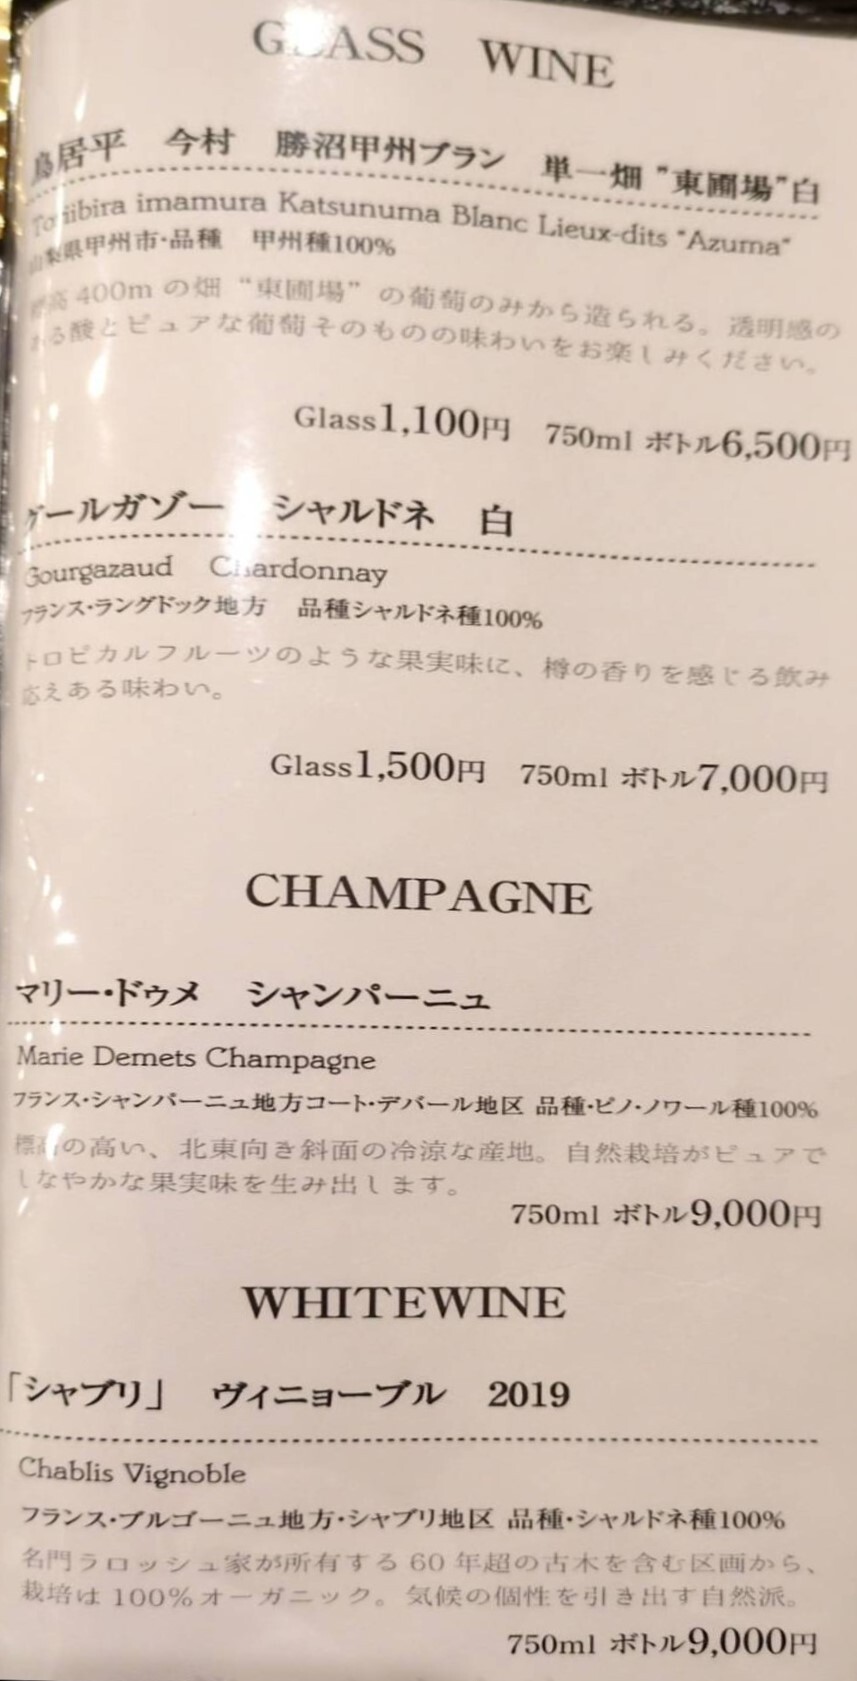 GLASS WINE
鳥居平 今村 勝沼甲州ブラン 単一畑 "東圃場"白
Toriibira imamura Katsunuma Blanc Lieux-dits "Azuma"
山梨県甲州市・品種 甲州種100%
標高400mの畑“東圃場”の葡萄のみから造られる。透明感の
ある酸とピュアな葡萄そのものの味わいをお楽しみください。
Glass1,100円 750ml ボトル6,500円
グールガゾー シャルドネ 白
Gourgazaud Chardonnay
フランス・ラングドック地方 品種シャルドネ種100%
トロピカルフルーツのような果実味に、樽の香りを感じる飲み
応えある味わい。
Glass1,500円 750ml ボトル7,000円
CHAMPAGNE
マリー・ドゥメ シャンパーニュ
Marie Demets Champagne
フランス・シャンパーニュ地方コート・デバール地区 品種・ピノ・ノワール種100%
標高の高い、北東向き斜面の冷涼な産地。自然栽培がピュアで
しなやかな果実味を生み出します。
750ml ボトル9,000円
WHITEWINE
「シャブリ」 ヴィニョーブル 2019
Chablis Vignoble
フランス・ブルゴーニュ地方・シャブリ地区 品種・シャルドネ種100%
名門ラロッシュ家が所有する60年超の古木を含む区画から、
栽培は100%オーガニック。気候の個性を引き出す自然派。
750ml ボトル9,000円